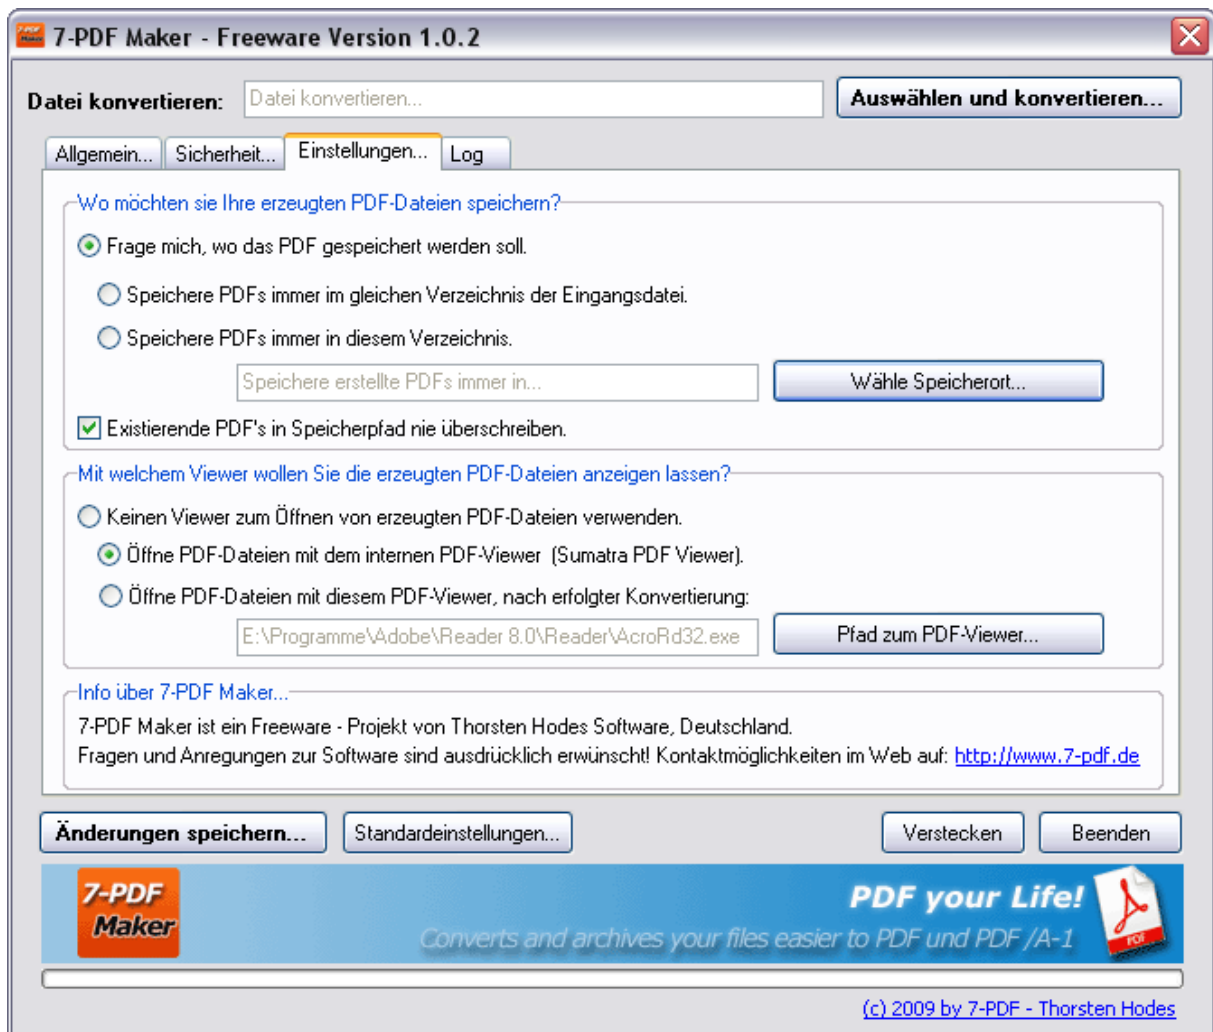 7-PDF Maker - Freeware Version 1.0.2
Datei konvertieren: Datei konvertieren... Auswählen und konvertieren...
Allgemein... Sicherheit... Einstellungen... Log
Wo möchten sie Ihre erzeugten PDF-Dateien speichern?
Frage mich, wo das PDF gespeichert werden soll.
Speichere PDFs immer im gleichen Verzeichnis der Eingangsdatei.
Speichere PDFs immer in diesem Verzeichnis.
Speichere erstellte PDFs immer in... Wähle Speicherort...
Existierende PDF's in Speicherpfad nie überschreiben.
Mit welchem Viewer wollen Sie die erzeugten PDF-Dateien anzeigen lassen?
Keinen Viewer zum Öffnen von erzeugten PDF-Dateien verwenden.
Öffne PDF-Dateien mit dem internen PDF-Viewer (Sumatra PDF Viewer).
Öffne PDF-Dateien mit diesem PDF-Viewer, nach erfolgter Konvertierung:
E:\Programme\Adobe\Reader 8.0\Reader\AcroRd32.exe Pfad zum PDF-Viewer...
Info über 7-PDF Maker...
7-PDF Maker ist ein Freeware - Projekt von Thorsten Hodes Software, Deutschland.
Fragen und Anregungen zur Software sind ausdrücklich erwünscht! Kontaktmöglichkeiten im Web auf: http://www.7-pdf.de
Änderungen speichern... Standardeinstellungen... Verstecken Beenden
7-PDF
Maker
PDF your Life!
Converts and archives your files easier to PDF und PDF /A-1
PDF
(c) 2009 by 7-PDF - Thorsten Hodes